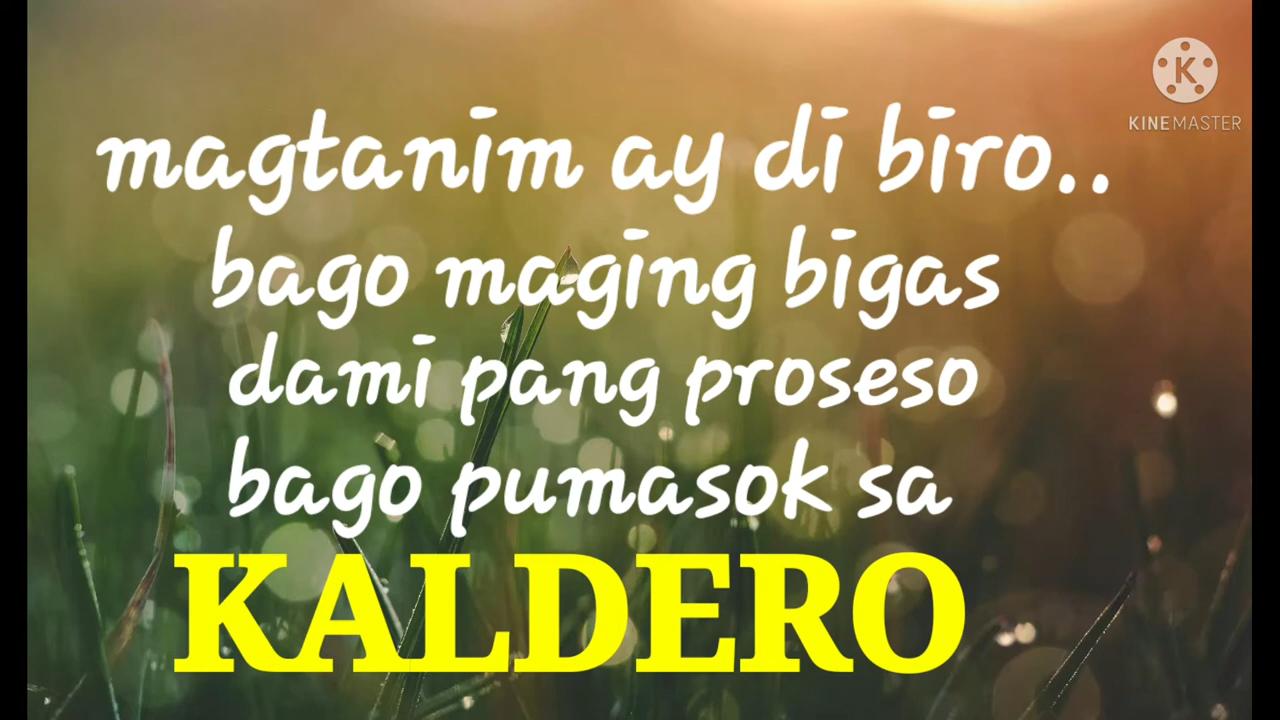 KINEMASTER
magtanim ay di biro..
bago maging bigas
dami pang proseso
bago pumasok sa
KALDERO